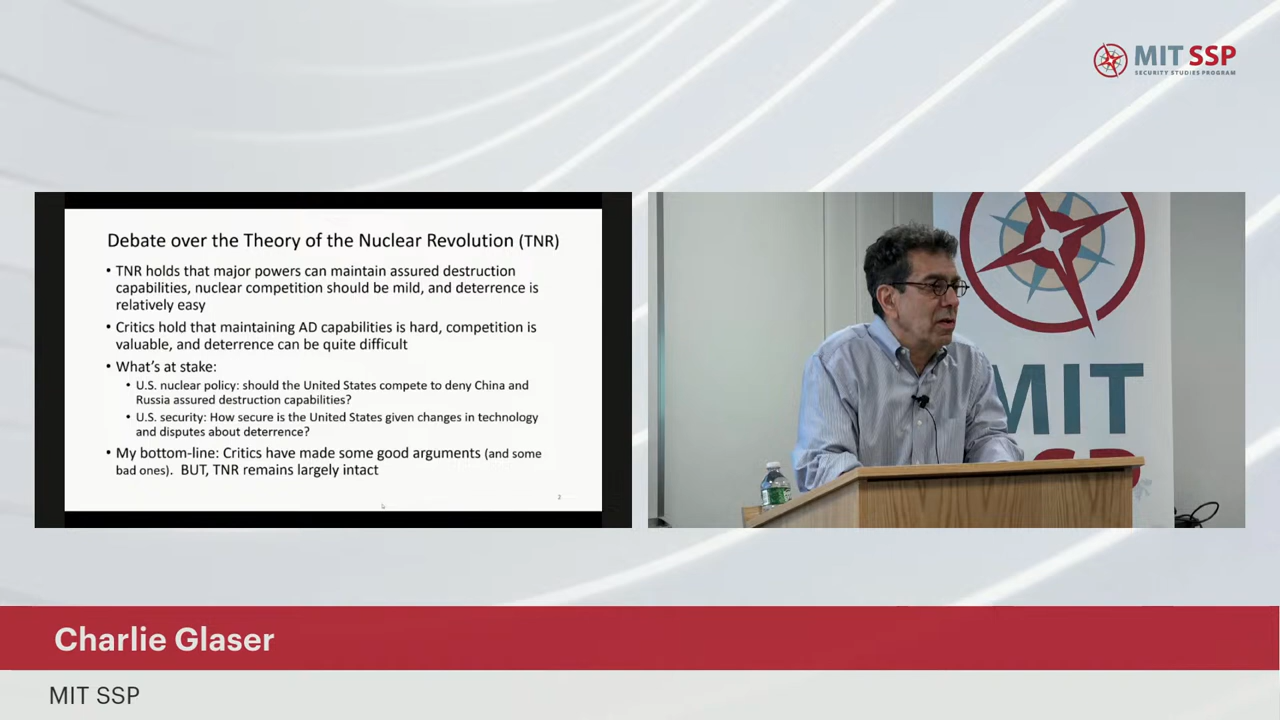 MIT SSP
SECURITY STUDIES PROGRAM
Debate over the Theory of the Nuclear Revolution (TNR)
• TNR holds that major powers can maintain assured destruction
capabilities, nuclear competition should be mild, and deterrence is
relatively easy
• Critics hold that maintaining AD capabilities is hard, competition is
valuable, and deterrence can be quite difficult
• What's at stake:
• U.S. nuclear policy: should the United States compete to deny China and
Russia assured destruction capabilities?
• U.S. security: How secure is the United States given changes in technology
and disputes about deterrence?
• My bottom-line: Critics have made some good arguments (and some
bad ones). BUT, TNR remains largely intact
2
MIT
Charlie Glaser
MIT SSP